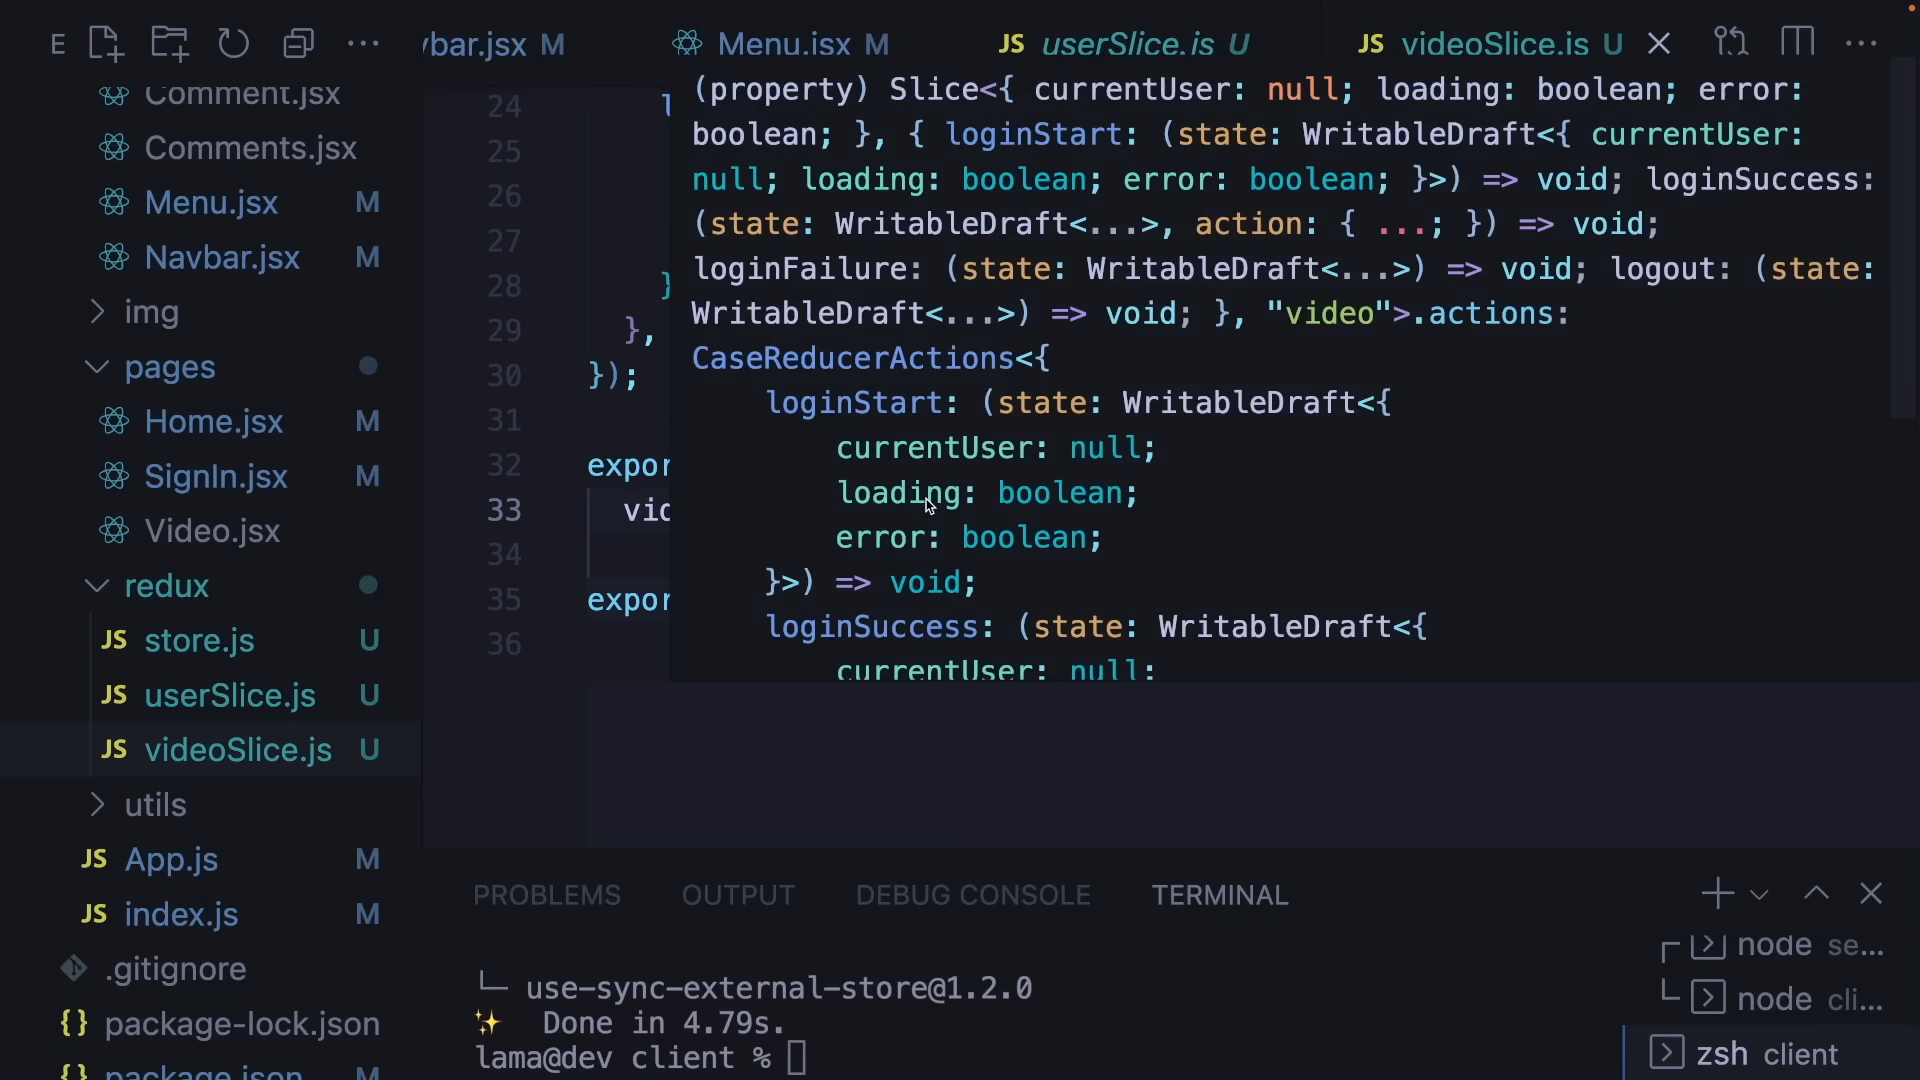 E
vbar.jsx M
Menu.jsx M
JS userSlice.js U
JS videoSlice.js U
Comment.jsx
Comments.jsx
Menu.jsx M
Navbar.jsx M
img
pages
Home.jsx M
SignIn.jsx M
Video.jsx
redux
JS store.js U
JS userSlice.js U
JS videoSlice.js U
utils
JS App.js M
JS index.js M
.gitignore
{} package-lock.json
{} package.json M
24 l
25
26
27
28 }
29 },
30 });
31
32 expor
33 vid
34
35 expor
36
(property) Slice<{ currentUser: null; loading: boolean; error:
boolean; }, { loginStart: (state: WritableDraft<{ currentUser:
null; loading: boolean; error: boolean; }>) => void; loginSuccess:
(state: WritableDraft<...>, action: { ...; }) => void;
loginFailure: (state: WritableDraft<...>) => void; logout: (state:
WritableDraft<...>) => void; }, "video">.actions:
CaseReducerActions<{
loginStart: (state: WritableDraft<{
currentUser: null;
loading: boolean;
error: boolean;
}>) => void;
loginSuccess: (state: WritableDraft<{
currentUser: null;
PROBLEMS OUTPUT DEBUG CONSOLE TERMINAL
└─ use-sync-external-store@1.2.0
✨ Done in 4.79s.
lama@dev client %
node se...
node cli...
zsh client